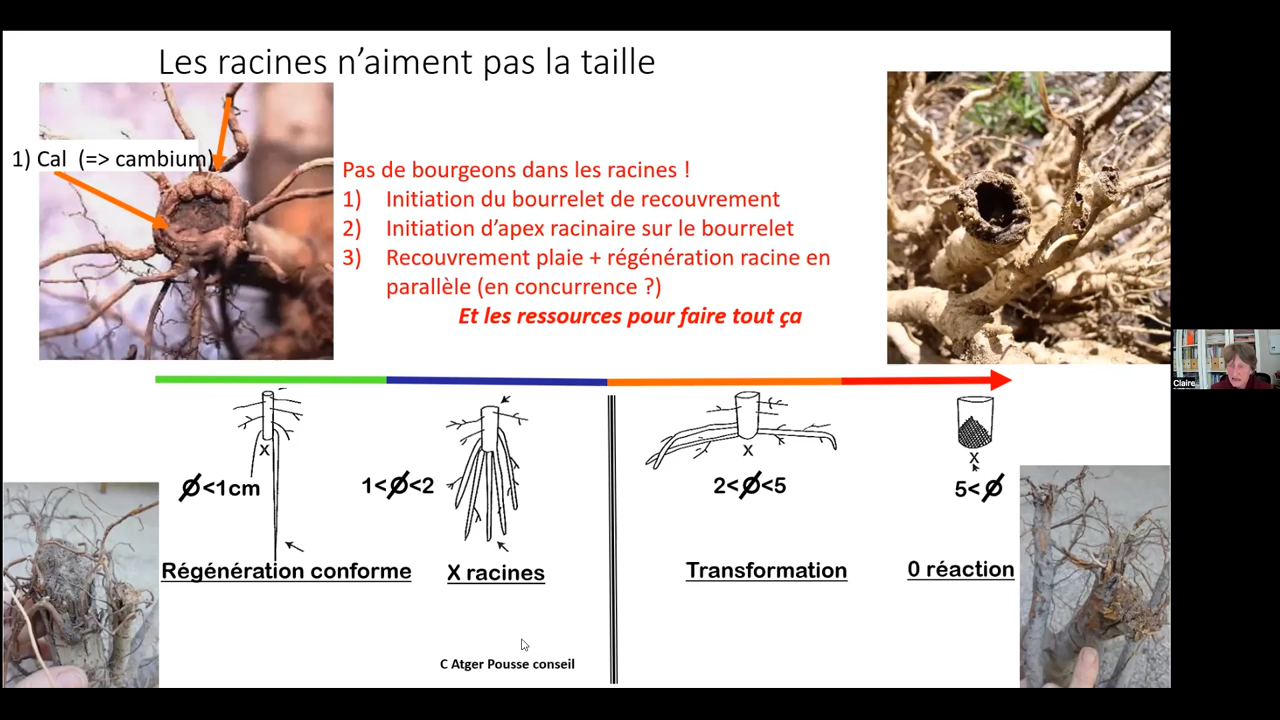 Les racines n’aiment pas la taille
1) Cal (=> cambium)
Pas de bourgeons dans les racines !
1) Initiation du bourrelet de recouvrement
2) Initiation d’apex racinaire sur le bourrelet
3) Recouvrement plaie + régénération racine en
parallèle (en concurrence ?)
Et les ressources pour faire tout ça
X
X
X
Ø<1cm
1<Ø<2
2<Ø<5
5<Ø
Régénération conforme
X racines
Transformation
0 réaction
C Atger Pousse conseil
Claire